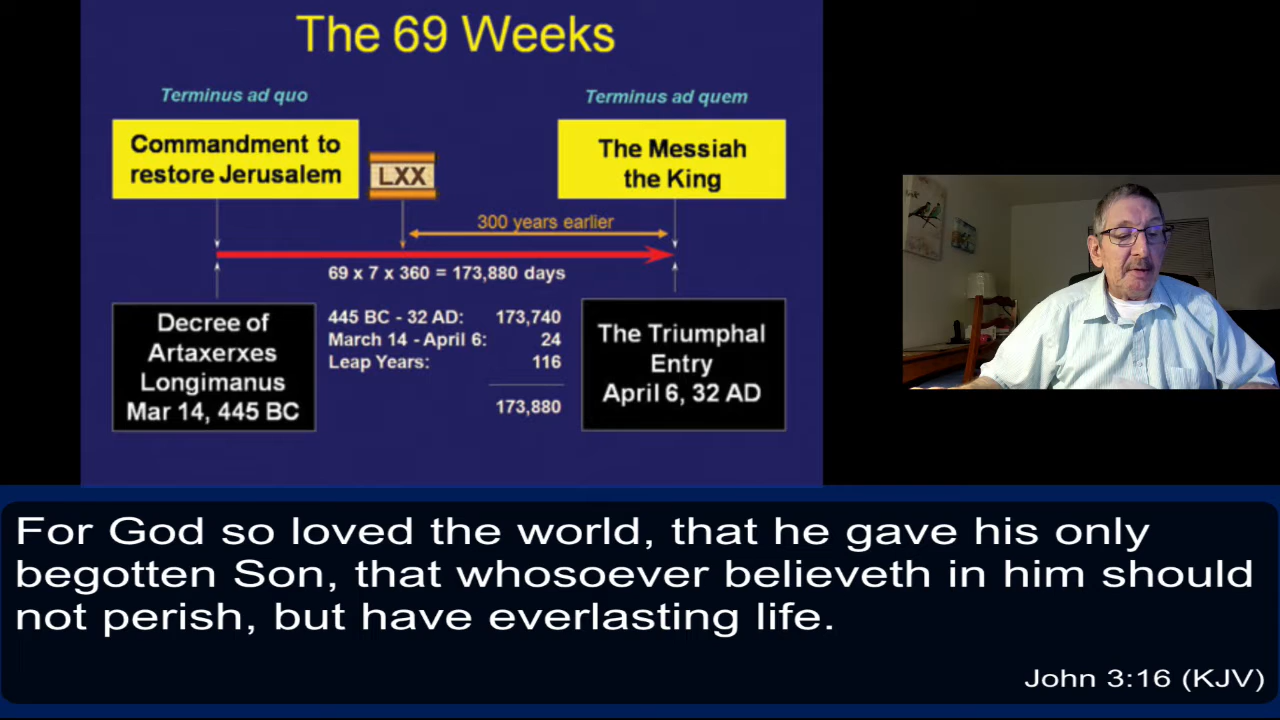 The 69 Weeks
Terminus ad quo
Terminus ad quem
Commandment to
restore Jerusalem
LXX
The Messiah
the King
300 years earlier
69 x 7 x 360 = 173,880 days
Decree of
Artaxerxes
Longimanus
Mar 14, 445 BC
445 BC - 32 AD: 173,740
March 14 - April 6: 24
Leap Years: 116
173,880
The Triumphal
Entry
April 6, 32 AD
For God so loved the world, that he gave his only
begotten Son, that whosoever believeth in him should
not perish, but have everlasting life.
John 3:16 (KJV)